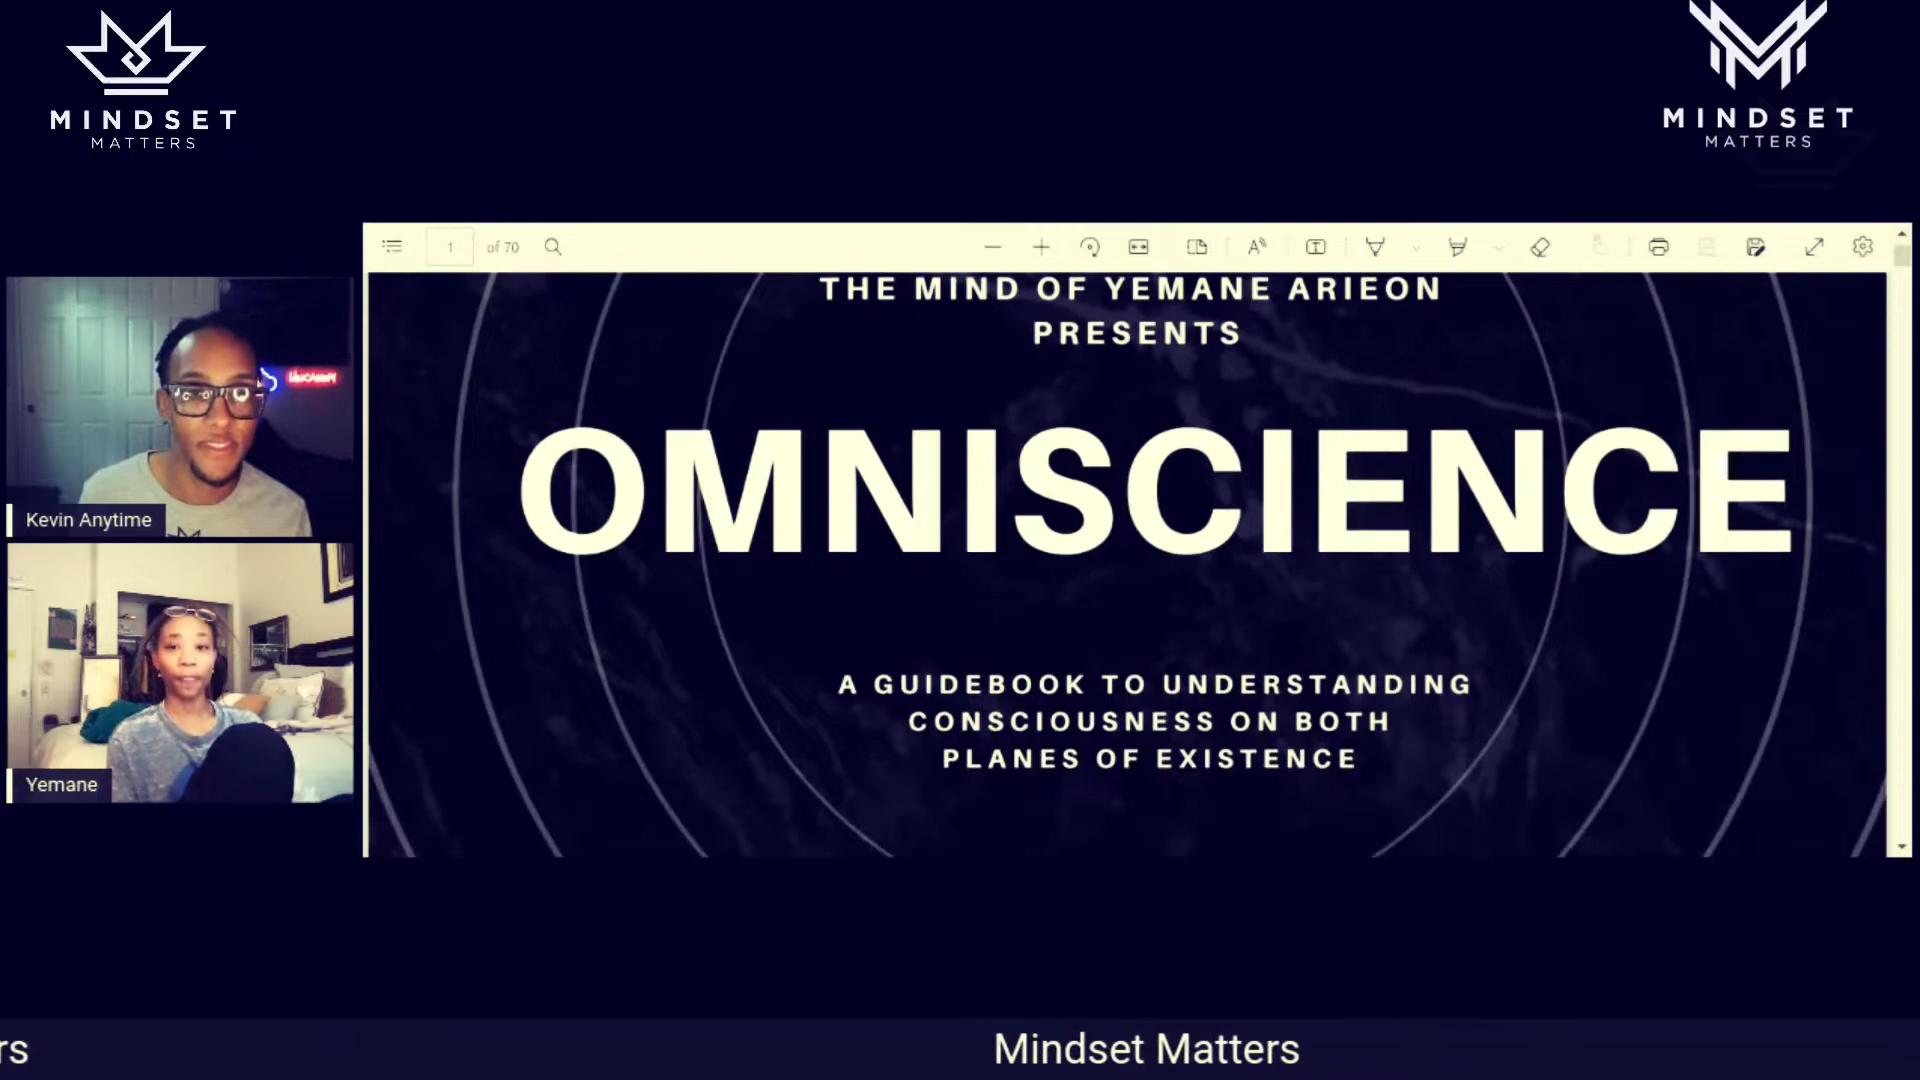 MINDSET
MATTERS
MINDSET
MATTERS
1 of 70
THE MIND OF YEMANE ARIEON
PRESENTS
OMNISCIENCE
A GUIDEBOOK TO UNDERSTANDING
CONSCIOUSNESS ON BOTH
PLANES OF EXISTENCE
Kevin Anytime
Yemane
rs
Mindset Matters